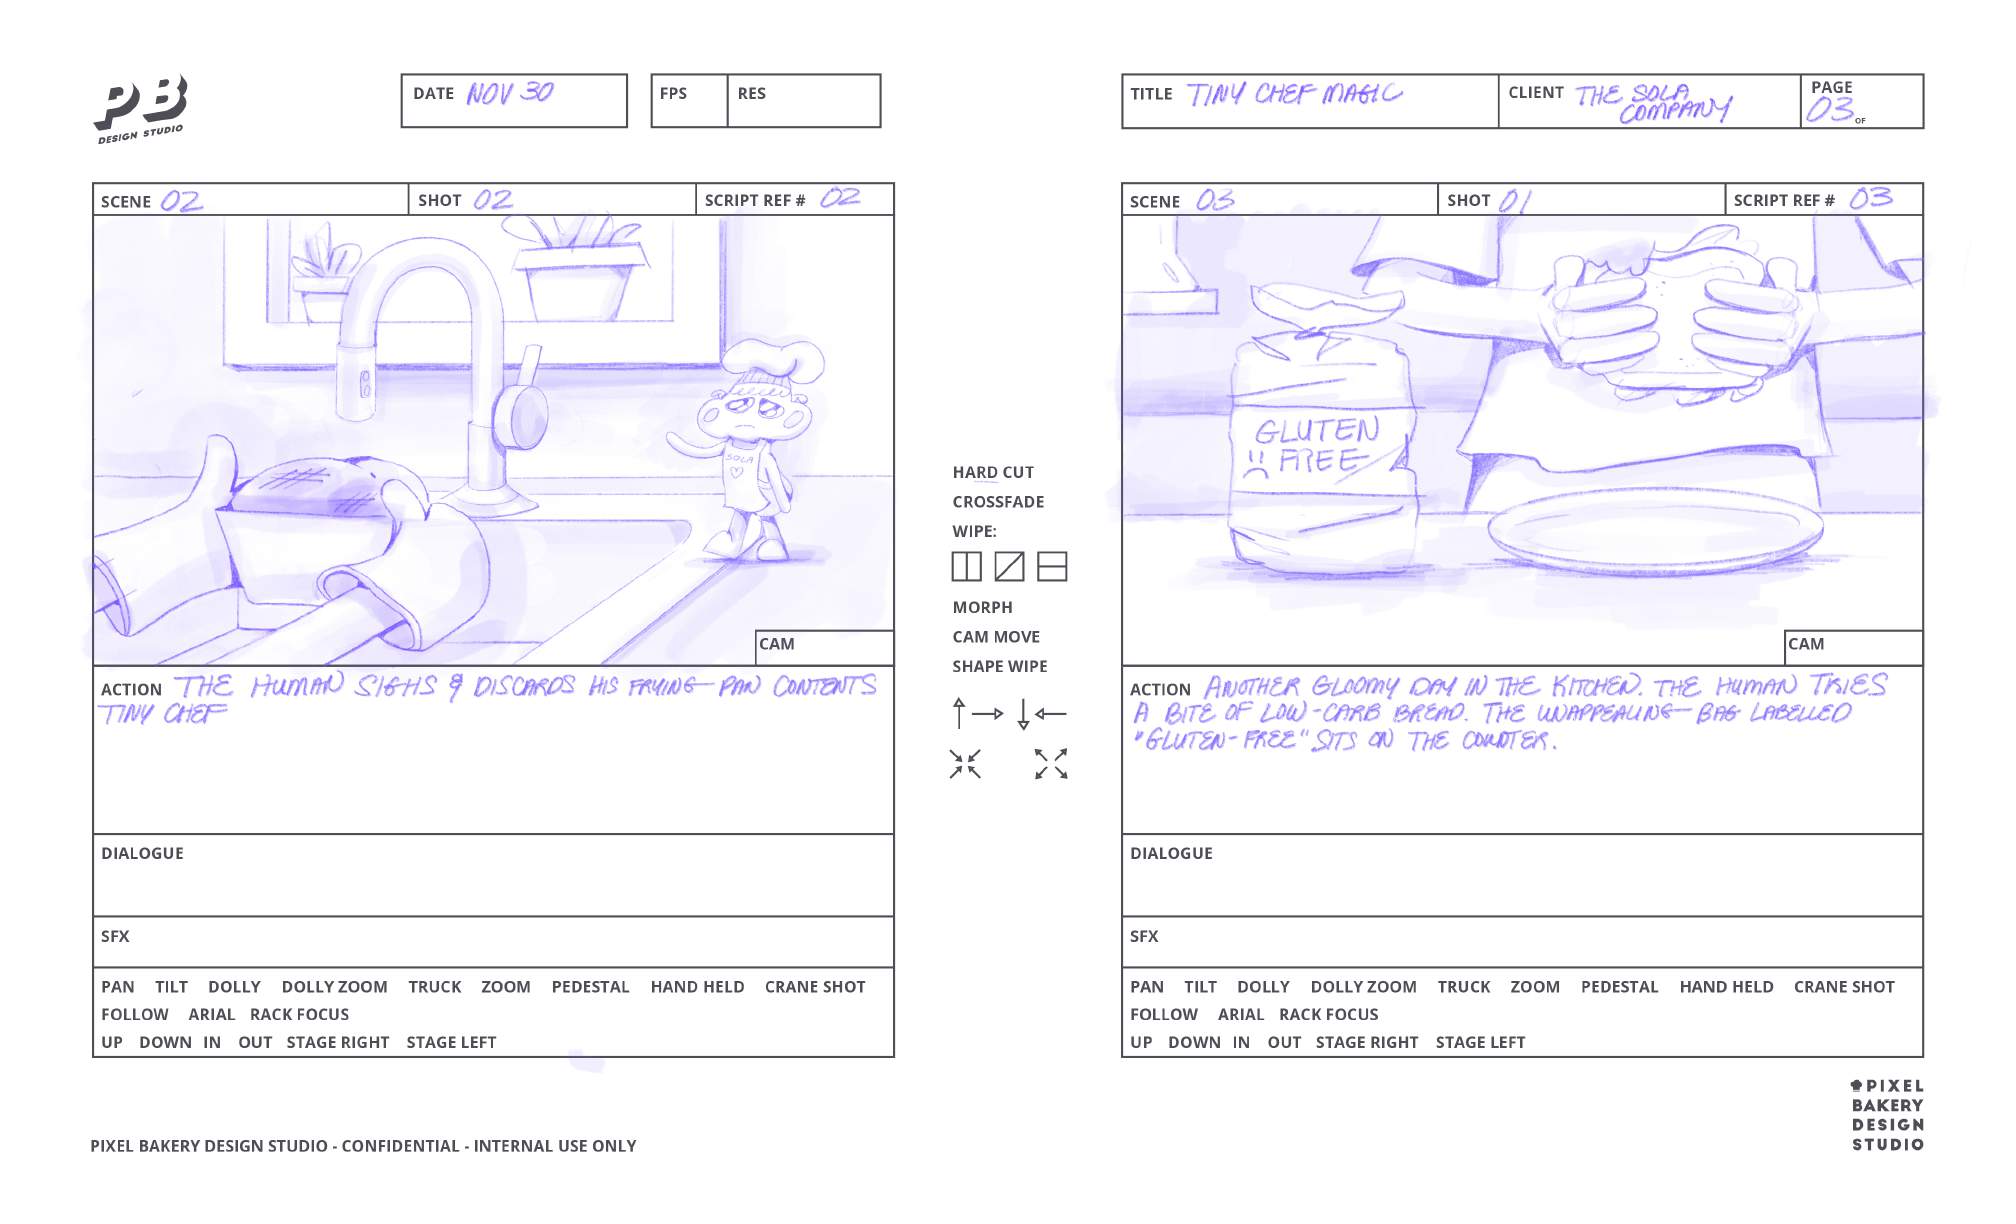 PB
DESIGN STUDIO
DATE NOV 30
FPS
RES
TITLE TINY CHEF MAGIC
CLIENT THE SOLA
COMPANY
PAGE
03 OF
SCENE 02
SHOT 02
SCRIPT REF # 02
SOLA
CAM
ACTION THE HUMAN SIGHS & DISCARDS HIS FRYING-PAN CONTENTS
TINY CHEF
DIALOGUE
SFX
PAN TILT DOLLY DOLLY ZOOM TRUCK ZOOM PEDESTAL HAND HELD CRANE SHOT
FOLLOW ARIAL RACK FOCUS
UP DOWN IN OUT STAGE RIGHT STAGE LEFT
HARD CUT
CROSSFADE
WIPE:
MORPH
CAM MOVE
SHAPE WIPE
SCENE 03
SHOT 01
SCRIPT REF # 03
GLUTEN
FREE
CAM
ACTION ANOTHER GLOOMY DAY IN THE KITCHEN. THE HUMAN TRIES
A BITE OF LOW-CARB BREAD. THE UNAPPEALING BAG LABELLED
"GLUTEN-FREE" SITS ON THE COUNTER.
DIALOGUE
SFX
PAN TILT DOLLY DOLLY ZOOM TRUCK ZOOM PEDESTAL HAND HELD CRANE SHOT
FOLLOW ARIAL RACK FOCUS
UP DOWN IN OUT STAGE RIGHT STAGE LEFT
PIXEL BAKERY DESIGN STUDIO - CONFIDENTIAL - INTERNAL USE ONLY
PIXEL
BAKERY
DESIGN
STUDIO